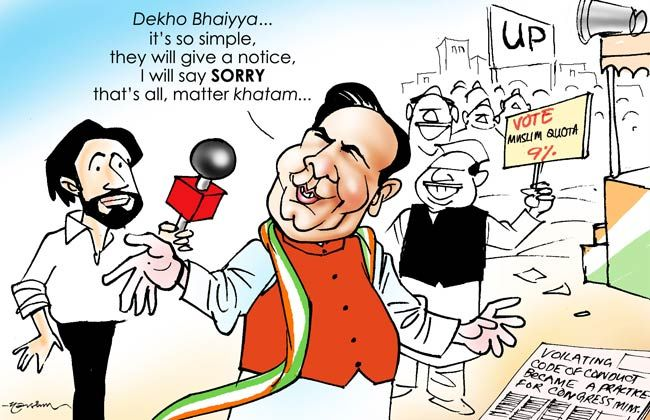 Dekho Bhaiyya...
it's so simple,
they will give a notice,
I will say SORRY
that's all, matter khatam...
UP
VOTE
MUSLIM QUOTA
9%
VOILATING
CODE OF CONDUCT
BECAME A PRACTICE
FOR CONGRESS MINS.